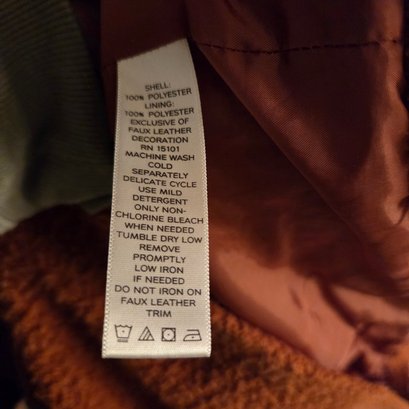 SHELL:
100% POLYESTER
LINING:
100% POLYESTER
EXCLUSIVE OF
FAUX LEATHER
DECORATION
RN 15101
MACHINE WASH
COLD
SEPARATELY
DELICATE CYCLE
USE MILD
DETERGENT
ONLY NON-
CHLORINE BLEACH
WHEN NEEDED
TUMBLE DRY LOW
REMOVE
PROMPTLY
LOW IRON
IF NEEDED
DO NOT IRON ON
FAUX LEATHER
TRIM